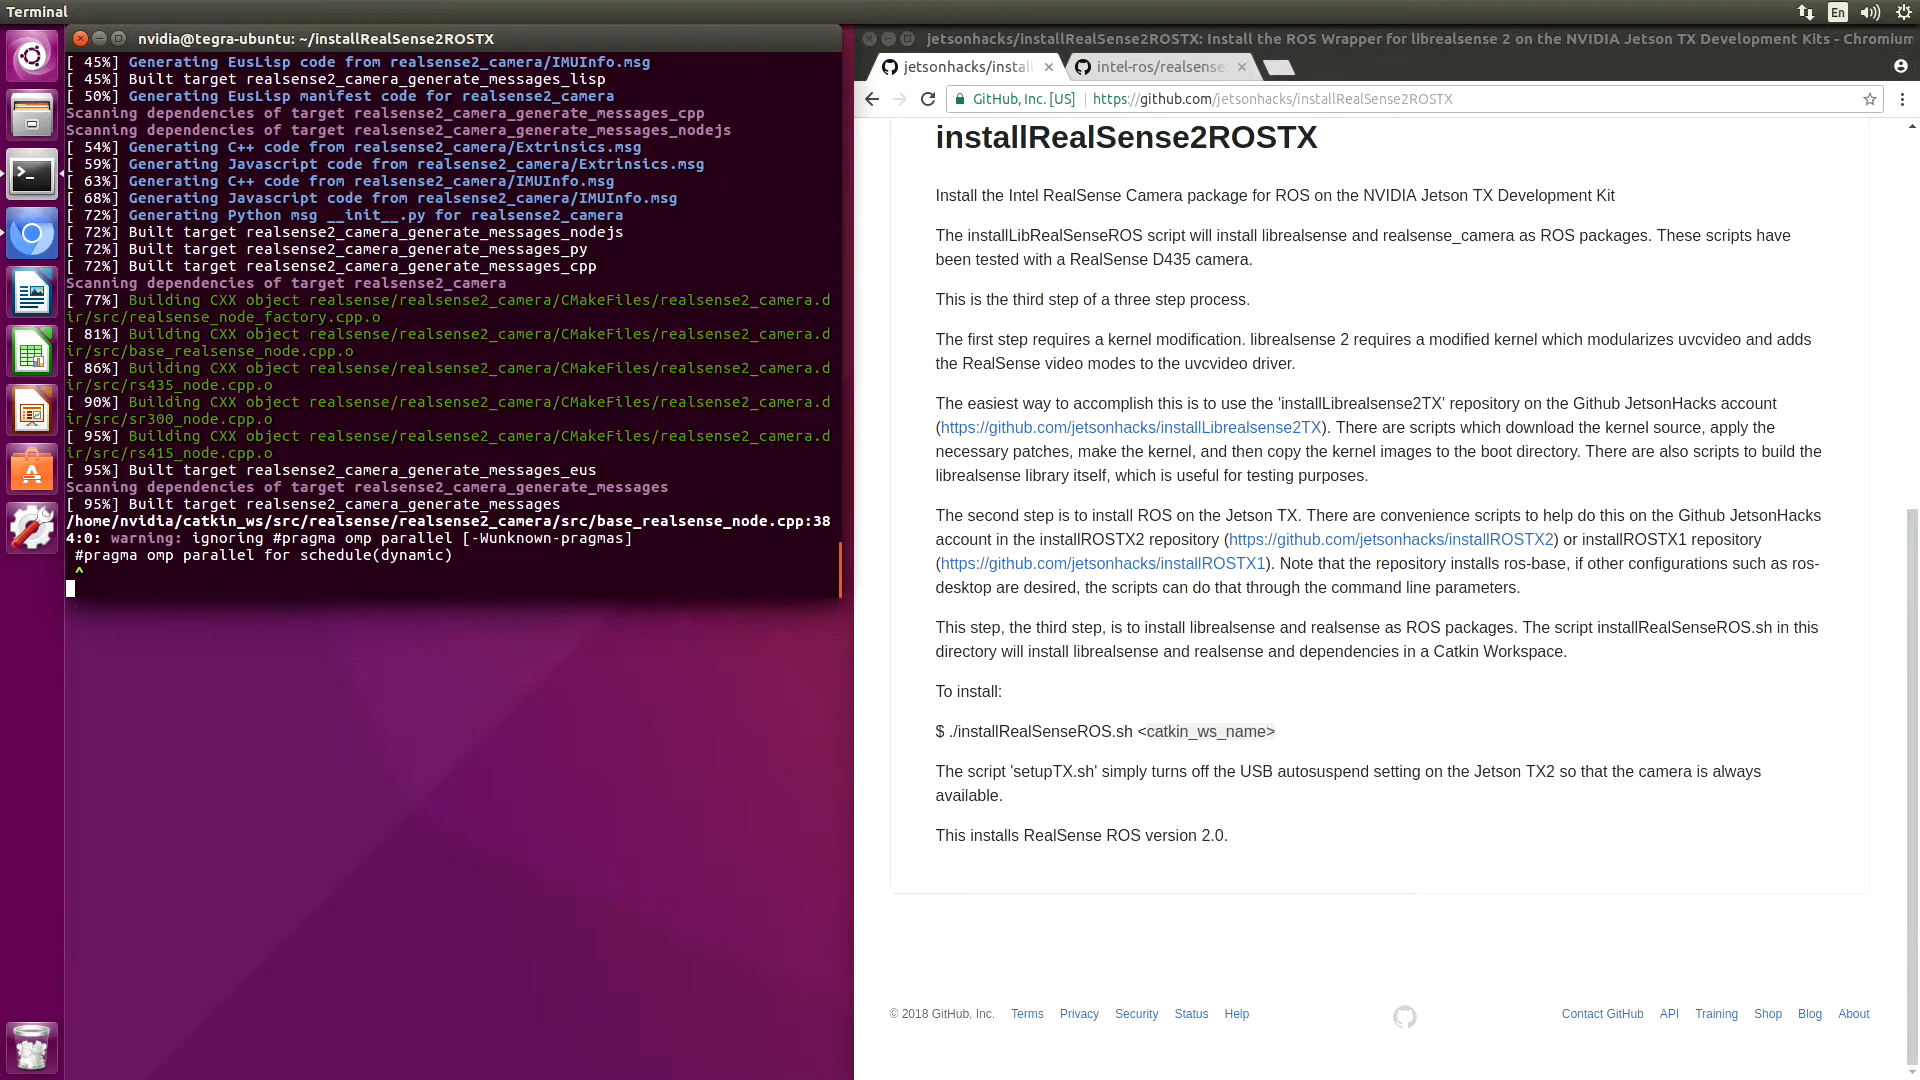 Terminal
En
nvidia@tegra-ubuntu: ~/installRealSense2ROSTX
[ 45%] Generating EusLisp code from realsense2_camera/IMUInfo.msg
[ 45%] Built target realsense2_camera_generate_messages_lisp
[ 50%] Generating EusLisp manifest code for realsense2_camera
Scanning dependencies of target realsense2_camera_generate_messages_cpp
Scanning dependencies of target realsense2_camera_generate_messages_nodejs
[ 54%] Generating C++ code from realsense2_camera/Extrinsics.msg
[ 59%] Generating Javascript code from realsense2_camera/Extrinsics.msg
[ 63%] Generating C++ code from realsense2_camera/IMUInfo.msg
[ 68%] Generating Javascript code from realsense2_camera/IMUInfo.msg
[ 72%] Generating Python msg __init__.py for realsense2_camera
[ 72%] Built target realsense2_camera_generate_messages_nodejs
[ 72%] Built target realsense2_camera_generate_messages_py
[ 72%] Built target realsense2_camera_generate_messages_cpp
Scanning dependencies of target realsense2_camera
[ 77%] Building CXX object realsense/realsense2_camera/CMakeFiles/realsense2_camera.d
ir/src/realsense_node_factory.cpp.o
[ 81%] Building CXX object realsense/realsense2_camera/CMakeFiles/realsense2_camera.d
ir/src/base_realsense_node.cpp.o
[ 86%] Building CXX object realsense/realsense2_camera/CMakeFiles/realsense2_camera.d
ir/src/rs435_node.cpp.o
[ 90%] Building CXX object realsense/realsense2_camera/CMakeFiles/realsense2_camera.d
ir/src/sr300_node.cpp.o
[ 95%] Building CXX object realsense/realsense2_camera/CMakeFiles/realsense2_camera.d
ir/src/rs415_node.cpp.o
[ 95%] Built target realsense2_camera_generate_messages_eus
Scanning dependencies of target realsense2_camera_generate_messages
[ 95%] Built target realsense2_camera_generate_messages
/home/nvidia/catkin_ws/src/realsense/realsense2_camera/src/base_realsense_node.cpp:38
4:0: warning: ignoring #pragma omp parallel [-Wunknown-pragmas]
#pragma omp parallel for schedule(dynamic)
^
jetsonhacks/installRealSense2ROSTX: Install the ROS Wrapper for librealsense 2 on the NVIDIA Jetson TX Development Kits - Chromium
jetsonhacks/install
intel-ros/realsense
GitHub, Inc. [US] https://github.com/jetsonhacks/installRealSense2ROSTX
installRealSense2ROSTX
Install the Intel RealSense Camera package for ROS on the NVIDIA Jetson TX Development Kit
The installLibRealSenseROS script will install librealsense and realsense_camera as ROS packages. These scripts have
been tested with a RealSense D435 camera.
This is the third step of a three step process.
The first step requires a kernel modification. librealsense 2 requires a modified kernel which modularizes uvcvideo and adds
the RealSense video modes to the uvcvideo driver.
The easiest way to accomplish this is to use the 'installLibrealsense2TX' repository on the Github JetsonHacks account
(https://github.com/jetsonhacks/installLibrealsense2TX). There are scripts which download the kernel source, apply the
necessary patches, make the kernel, and then copy the kernel images to the boot directory. There are also scripts to build the
librealsense library itself, which is useful for testing purposes.
The second step is to install ROS on the Jetson TX. There are convenience scripts to help do this on the Github JetsonHacks
account in the installROSTX2 repository (https://github.com/jetsonhacks/installROSTX2) or installROSTX1 repository
(https://github.com/jetsonhacks/installROSTX1). Note that the repository installs ros-base, if other configurations such as ros-
desktop are desired, the scripts can do that through the command line parameters.
This step, the third step, is to install librealsense and realsense as ROS packages. The script installRealSenseROS.sh in this
directory will install librealsense and realsense and dependencies in a Catkin Workspace.
To install:
$ ./installRealSenseROS.sh <catkin_ws_name>
The script 'setupTX.sh' simply turns off the USB autosuspend setting on the Jetson TX2 so that the camera is always
available.
This installs RealSense ROS version 2.0.
© 2018 GitHub, Inc. Terms Privacy Security Status Help Contact GitHub API Training Shop Blog About